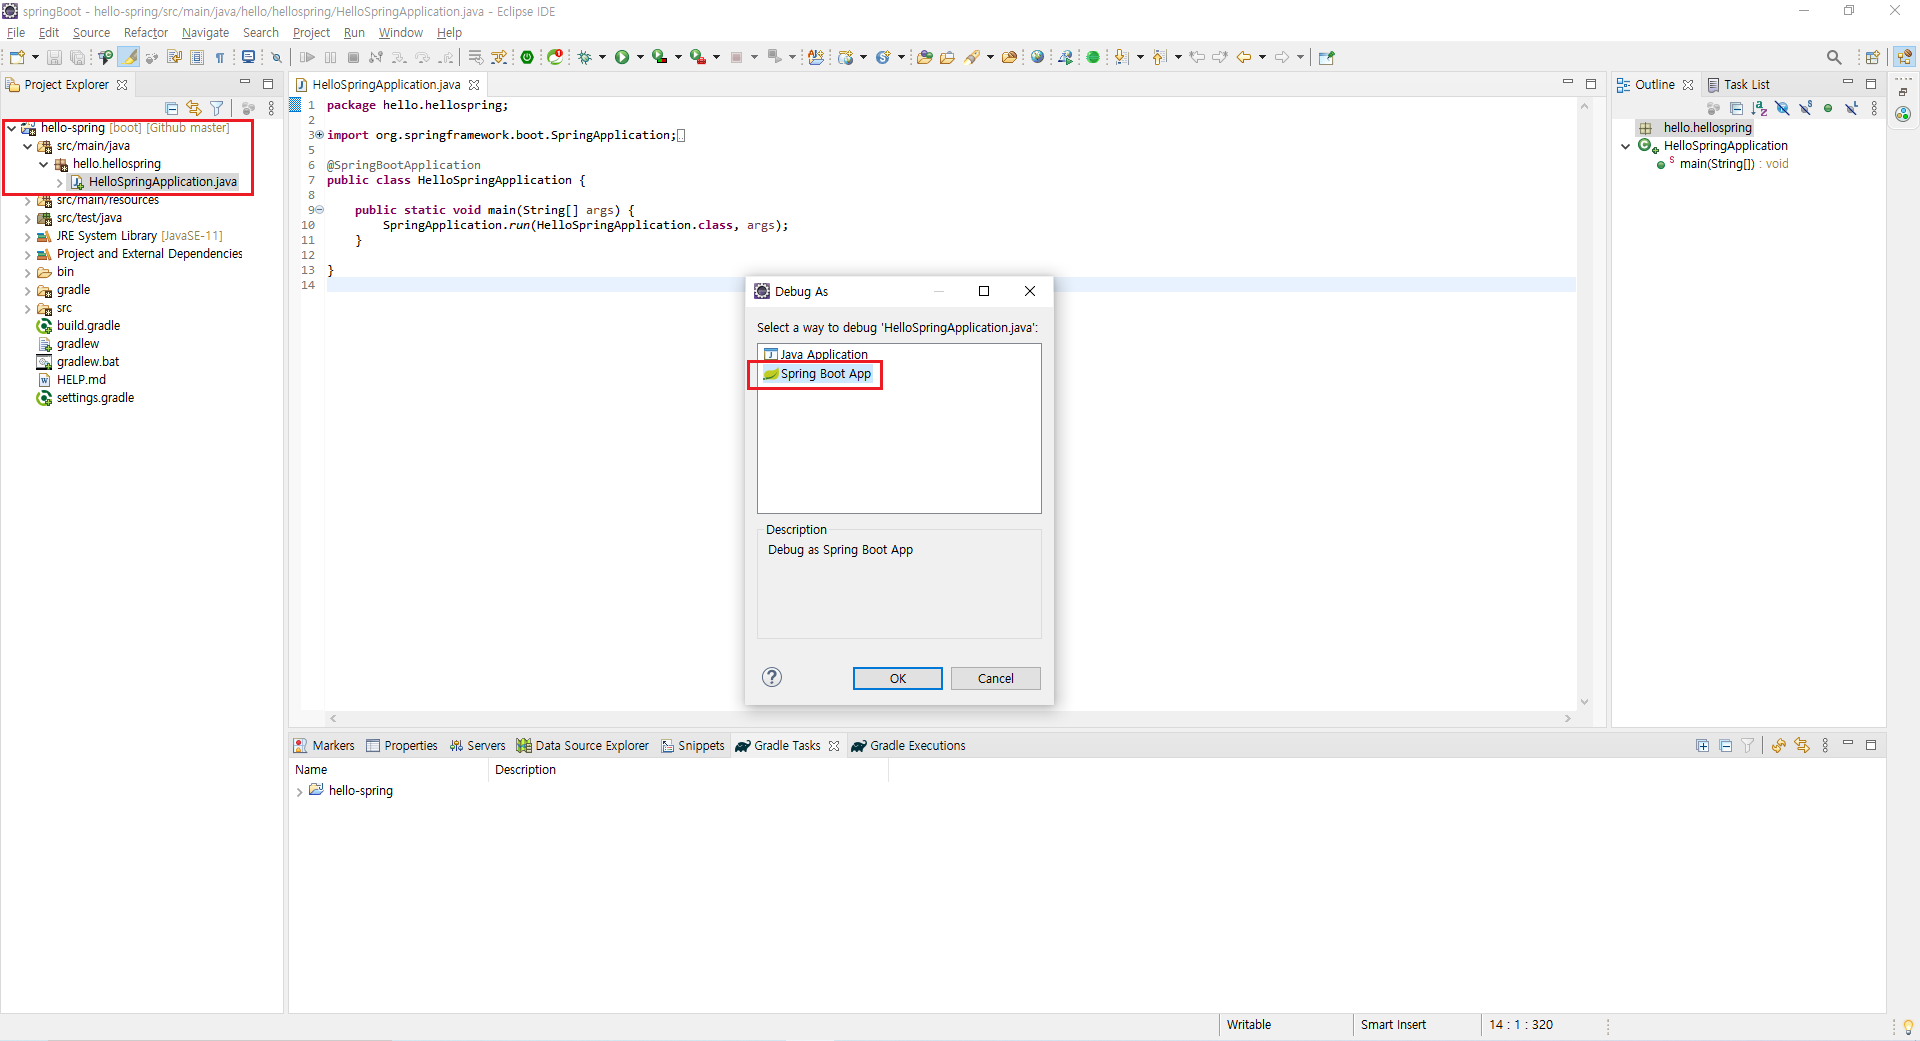 springBoot - hello-spring/src/main/java/hello/hellospring/HelloSpringApplication.java - Eclipse IDE
File Edit Source Refactor Navigate Search Project Run Window Help
Project Explorer
hello-spring [boot] [Github master]
src/main/java
hello.hellospring
HelloSpringApplication.java
src/main/resources
src/test/java
JRE System Library [JavaSE-11]
Project and External Dependencies
bin
gradle
src
build.gradle
gradlew
gradlew.bat
HELP.md
settings.gradle
HelloSpringApplication.java
1 package hello.hellospring;
2
3 import org.springframework.boot.SpringApplication;
5
6 @SpringBootApplication
7 public class HelloSpringApplication {
8
9 public static void main(String[] args) {
10 SpringApplication.run(HelloSpringApplication.class, args);
11 }
12
13 }
14
Debug As
Select a way to debug 'HelloSpringApplication.java':
Java Application
Spring Boot App
Description
Debug as Spring Boot App
OK Cancel
Outline Task List
hello.hellospring
HelloSpringApplication
main(String[]) : void
Markers Properties Servers Data Source Explorer Snippets Gradle Tasks Gradle Executions
Name Description
hello-spring
Writable Smart Insert 14 : 1 : 320